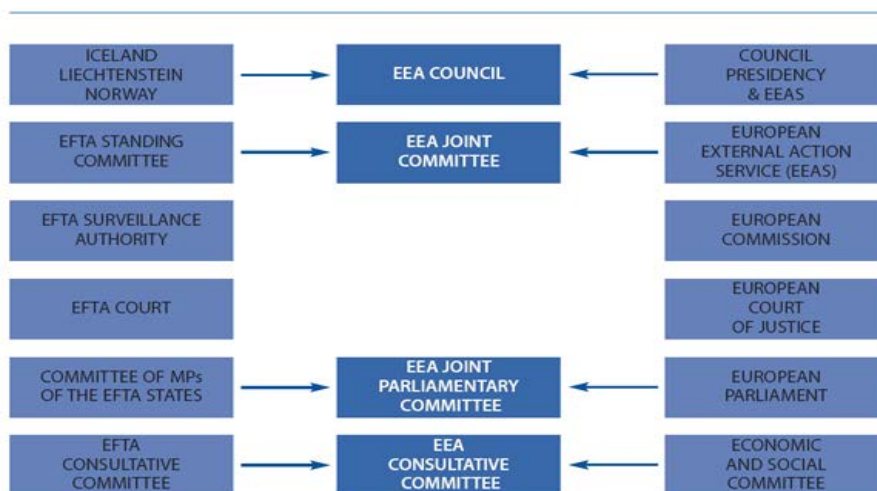 ICELAND
LIECHTENSTEIN
NORWAY
EEA COUNCIL
COUNCIL
PRESIDENCY
& EEAS
EFTA STANDING
COMMITTEE
EEA JOINT
COMMITTEE
EUROPEAN
EXTERNAL ACTION
SERVICE (EEAS)
EFTA SURVEILLANCE
AUTHORITY
EUROPEAN
COMMISSION
EFTA COURT
EUROPEAN
COURT
OF JUSTICE
COMMITTEE OF MPs
OF THE EFTA STATES
EEA JOINT
PARLIAMENTARY
COMMITTEE
EUROPEAN
PARLIAMENT
EFTA
CONSULTATIVE
COMMITTEE
EEA
CONSULTATIVE
COMMITTEE
ECONOMIC
AND SOCIAL
COMMITTEE